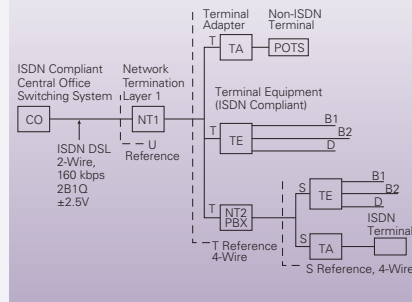 Terminal
Adapter
Non-ISDN
Terminal
T
TA
POTS
ISDN Compliant
Central Office
Switching System
Network
Termination
Layer 1
Terminal Equipment
(ISDN Compliant)
CO
NT1
T
TE
B1
B2
D
ISDN DSL
2-Wire,
160 kbps
2B1Q
±2.5V
U
Reference
T
NT2
PBX
S
TE
B1
B2
D
ISDN
Terminal
S
TA
T Reference
4-Wire
S Reference, 4-Wire